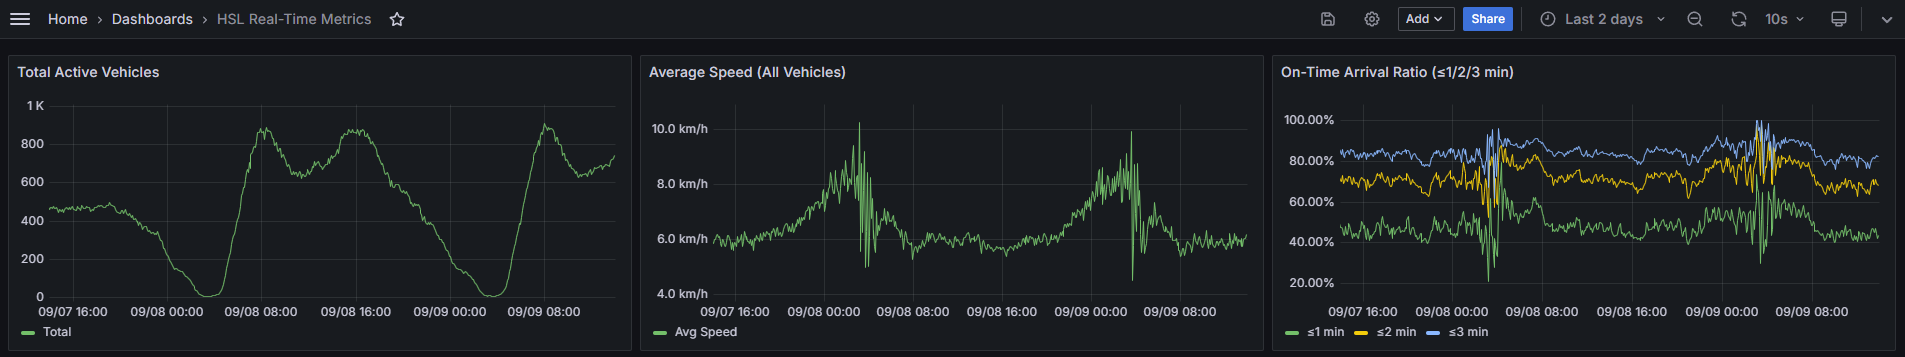 Home › Dashboards › HSL Real-Time Metrics
Add
Share
Last 2 days
10s
Total Active Vehicles
1 K
800
600
400
200
0
09/07 16:00 09/08 00:00 09/08 08:00 09/08 16:00 09/09 00:00 09/09 08:00
Total
Average Speed (All Vehicles)
10.0 km/h
8.0 km/h
6.0 km/h
4.0 km/h
09/07 16:00 09/08 00:00 09/08 08:00 09/08 16:00 09/09 00:00 09/09 08:00
Avg Speed
On-Time Arrival Ratio (≤1/2/3 min)
100.00%
80.00%
60.00%
40.00%
20.00%
09/07 16:00 09/08 00:00 09/08 08:00 09/08 16:00 09/09 00:00 09/09 08:00
≤1 min ≤2 min ≤3 min